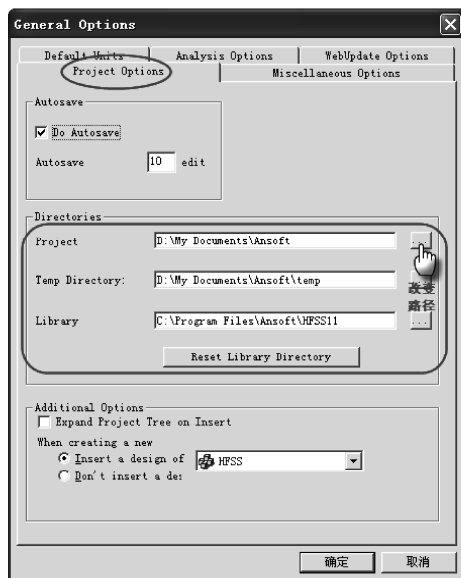 General Options
Default Units
Analysis Options
WebUpdate Options
Project Options
Miscellaneous Options
Autosave
Do Autosave
Autosave 10 edit
Directories
Project D:\My Documents\Ansoft ...
Temp Directory: D:\My Documents\Ansoft\temp
改变
路径
Library C:\Program Files\Ansoft\HFSS11 ...
Reset Library Directory
Additional Options
Expand Project Tree on Insert
When creating a new
Insert a design of HFSS
Don't insert a de:
确定 取消